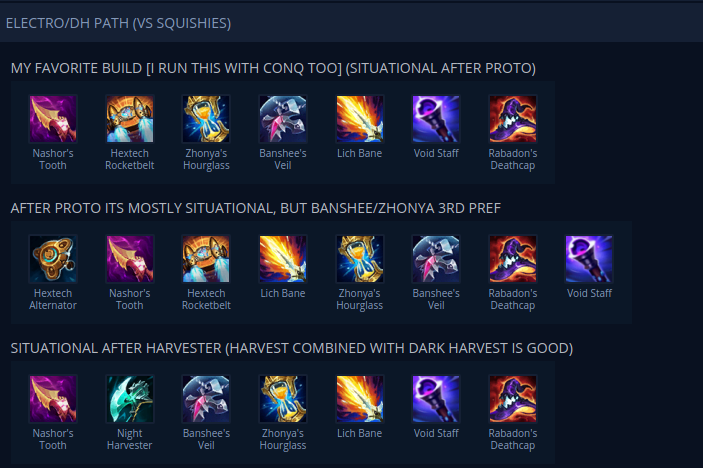 ELECTRO/DH PATH (VS SQUISHIES)
MY FAVORITE BUILD [I RUN THIS WITH CONQ TOO] (SITUATIONAL AFTER PROTO)
Nashor's Tooth
Hextech Rocketbelt
Zhonya's Hourglass
Banshee's Veil
Lich Bane
Void Staff
Rabadon's Deathcap
AFTER PROTO ITS MOSTLY SITUATIONAL, BUT BANSHEE/ZHONYA 3RD PREF
Hextech Alternator
Nashor's Tooth
Hextech Rocketbelt
Lich Bane
Zhonya's Hourglass
Banshee's Veil
Rabadon's Deathcap
Void Staff
SITUATIONAL AFTER HARVESTER (HARVEST COMBINED WITH DARK HARVEST IS GOOD)
Nashor's Tooth
Night Harvester
Banshee's Veil
Zhonya's Hourglass
Lich Bane
Void Staff
Rabadon's Deathcap